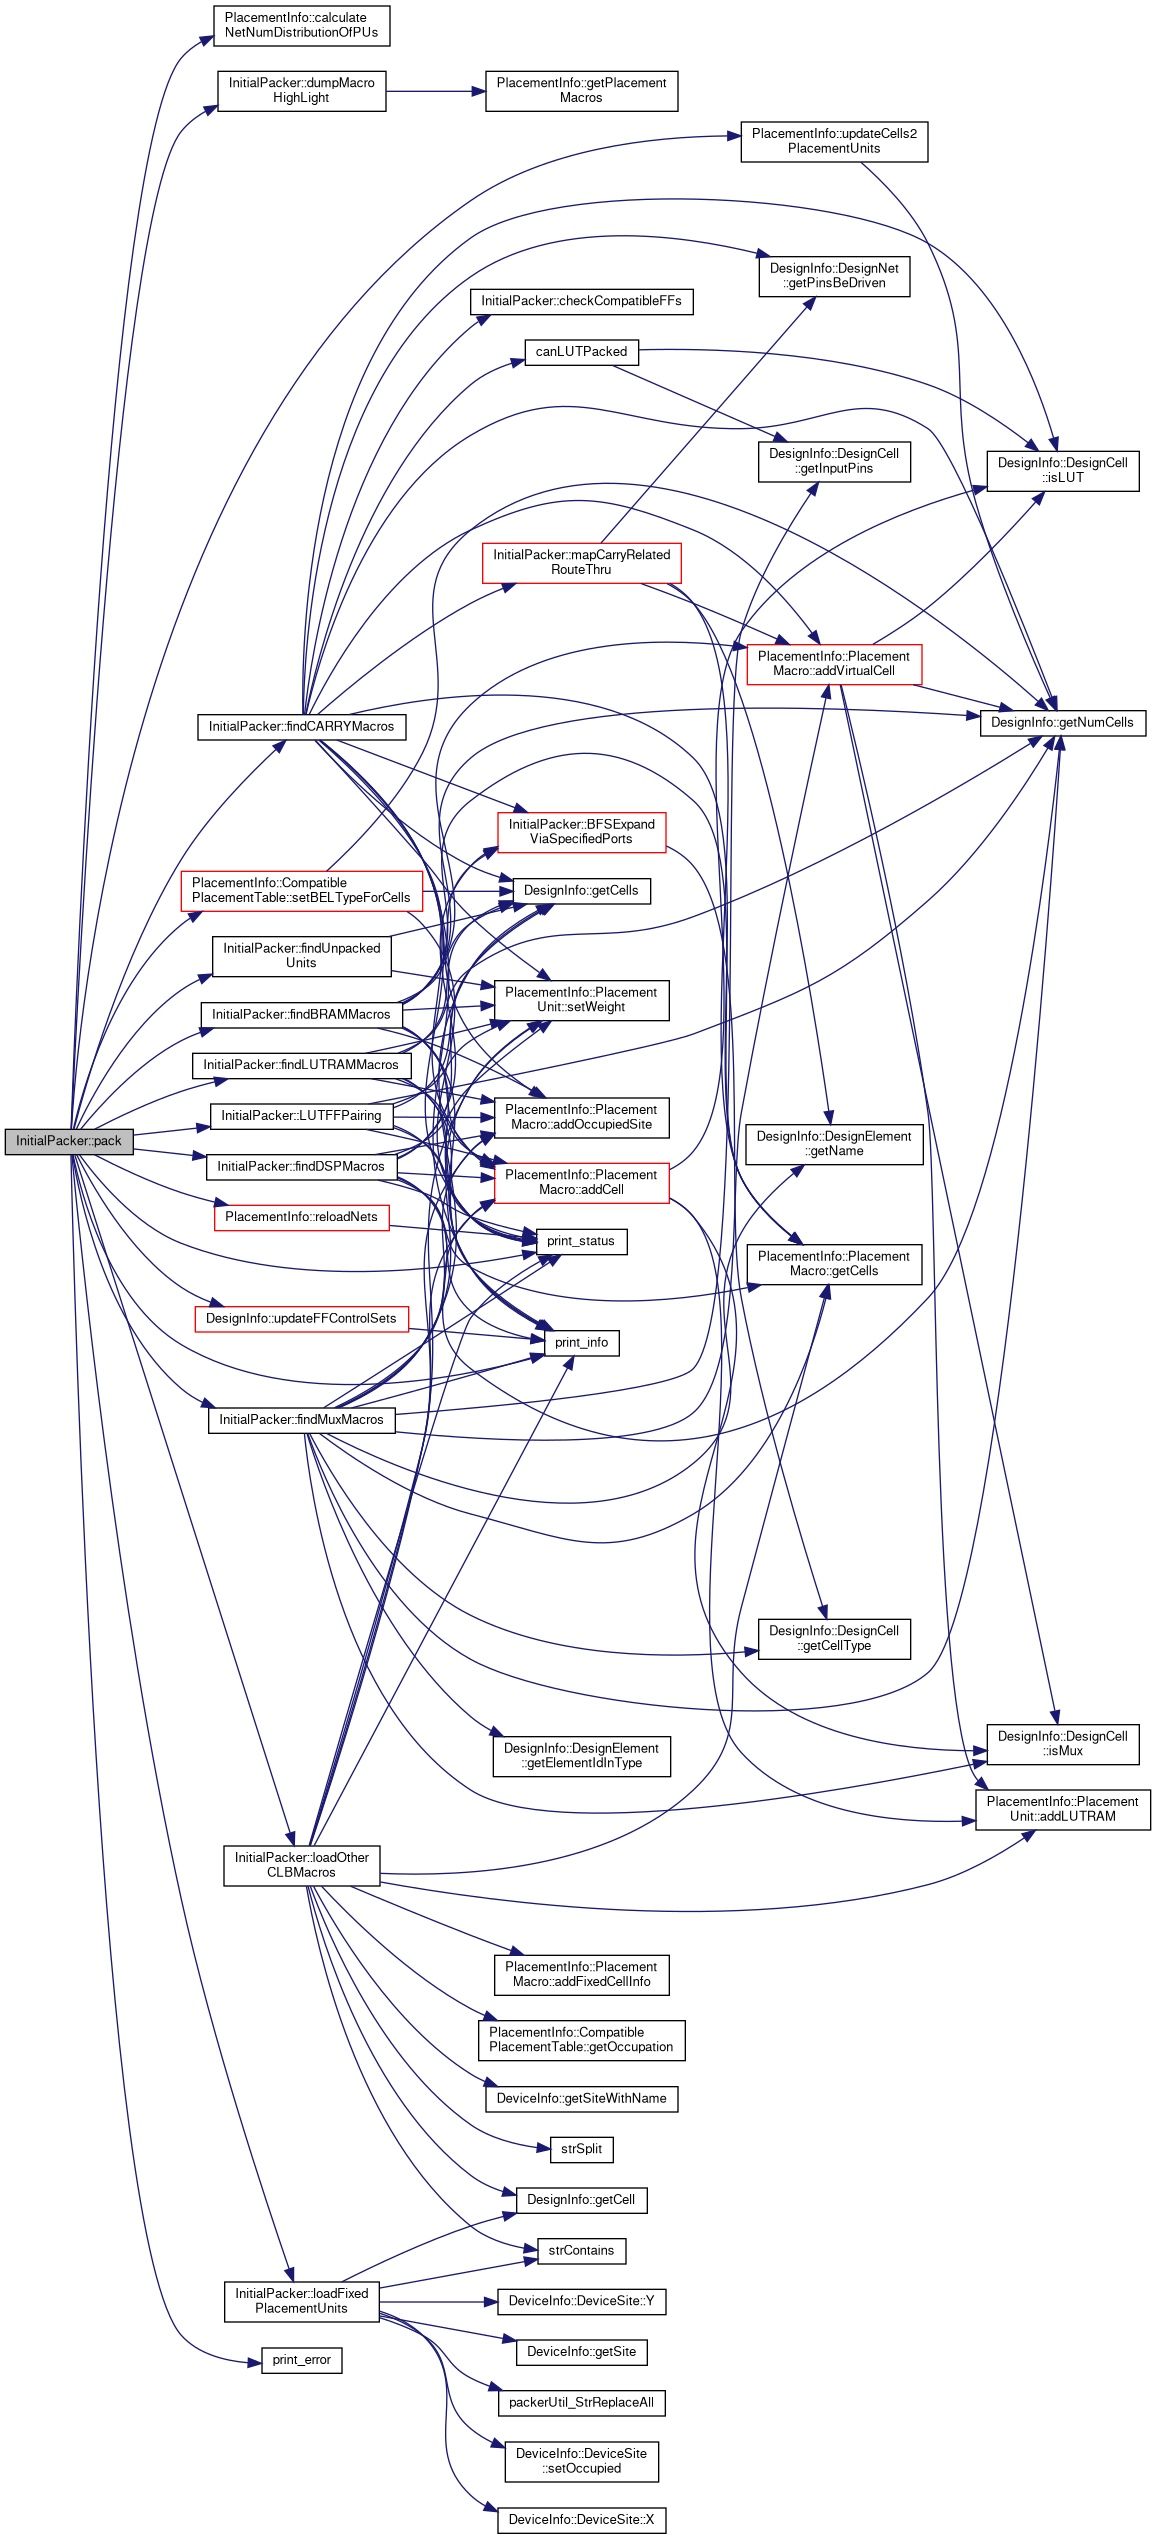 PlacementInfo::calculate
NetNumDistributionOfPUs
InitialPacker::dumpMacro
HighLight
PlacementInfo::getPlacement
Macros
PlacementInfo::updateCells2
PlacementUnits
DesignInfo::DesignNet
::getPinsBeDriven
InitialPacker::checkCompatibleFFs
canLUTPacked
DesignInfo::DesignCell
::getInputPins
DesignInfo::DesignCell
::isLUT
InitialPacker::mapCarryRelated
RouteThru
PlacementInfo::Placement
Macro::addVirtualCell
InitialPacker::findCARRYMacros
DesignInfo::getNumCells
InitialPacker::BFSExpand
ViaSpecifiedPorts
PlacementInfo::Compatible
PlacementTable::setBELTypeForCells
DesignInfo::getCells
InitialPacker::findUnpacked
Units
PlacementInfo::Placement
Unit::setWeight
InitialPacker::findBRAMMacros
InitialPacker::findLUTRAMMacros
InitialPacker::LUTFFPairing
PlacementInfo::Placement
Macro::addOccupiedSite
InitialPacker::pack
DesignInfo::DesignElement
::getName
InitialPacker::findDSPMacros
PlacementInfo::Placement
Macro::addCell
PlacementInfo::reloadNets
print_status
PlacementInfo::Placement
Macro::getCells
DesignInfo::updateFFControlSets
print_info
InitialPacker::findMuxMacros
DesignInfo::DesignCell
::getCellType
DesignInfo::DesignElement
::getElementIdInType
DesignInfo::DesignCell
::isMux
PlacementInfo::Placement
Unit::addLUTRAM
InitialPacker::loadOther
CLBMacros
PlacementInfo::Placement
Macro::addFixedCellInfo
PlacementInfo::Compatible
PlacementTable::getOccupation
DeviceInfo::getSiteWithName
strSplit
DesignInfo::getCell
strContains
InitialPacker::loadFixed
PlacementUnits
DeviceInfo::DeviceSite::Y
DeviceInfo::getSite
print_error
packerUtil_StrReplaceAll
DeviceInfo::DeviceSite
::setOccupied
DeviceInfo::DeviceSite::X